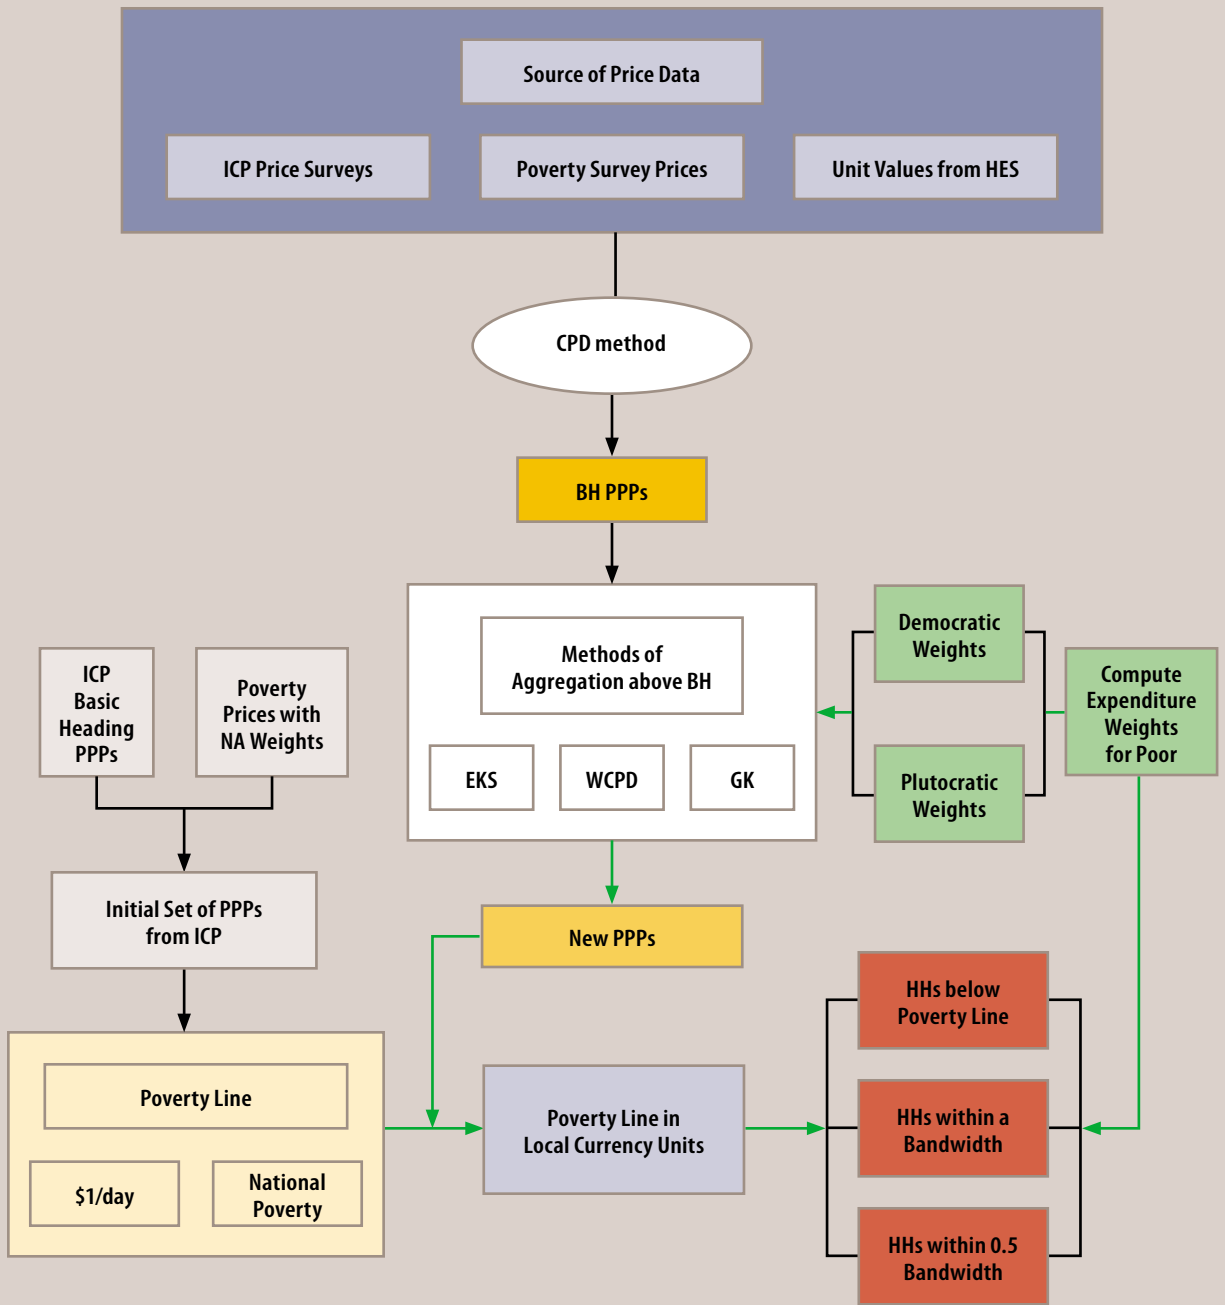 Source of Price Data
ICP Price Surveys
Poverty Survey Prices
Unit Values from HES
CPD method
BH PPPs
Methods of
Aggregation above BH
EKS
WCPD
GK
Democratic
Weights
Plutocratic
Weights
Compute
Expenditure
Weights
for Poor
ICP
Basic
Heading
PPPs
Poverty
Prices with
NA Weights
Initial Set of PPPs
from ICP
New PPPs
Poverty Line
$1/day
National
Poverty
Poverty Line in
Local Currency Units
HHs below
Poverty Line
HHs within a
Bandwidth
HHs within 0.5
Bandwidth